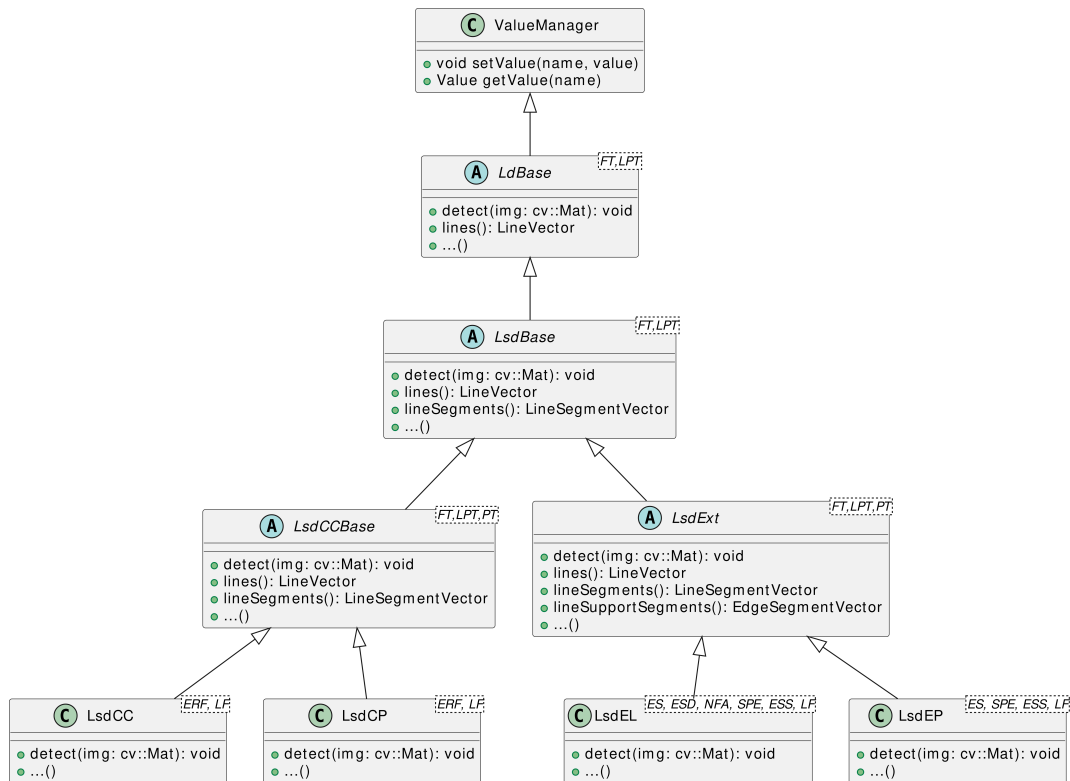 C ValueManager
void setValue(name, value)
Value getValue(name)
FT,LPT
A LdBase
detect(img: cv::Mat): void
lines(): LineVector
...()
FT,LPT
A LsdBase
detect(img: cv::Mat): void
lines(): LineVector
lineSegments(): LineSegmentVector
...()
FT,LPT,PT
A LsdCCBase
detect(img: cv::Mat): void
lines(): LineVector
lineSegments(): LineSegmentVector
...()
FT,LPT,PT
A LsdExt
detect(img: cv::Mat): void
lines(): LineVector
lineSegments(): LineSegmentVector
lineSupportSegments(): EdgeSegmentVector
...()
ERF, LF
C LsdCC
detect(img: cv::Mat): void
...()
ERF, LF
C LsdCP
detect(img: cv::Mat): void
...()
ES, ESD, NFA, SPE, ESS, LF
C LsdEL
detect(img: cv::Mat): void
...()
ES, SPE, ESS, LF
C LsdEP
detect(img: cv::Mat): void
...()